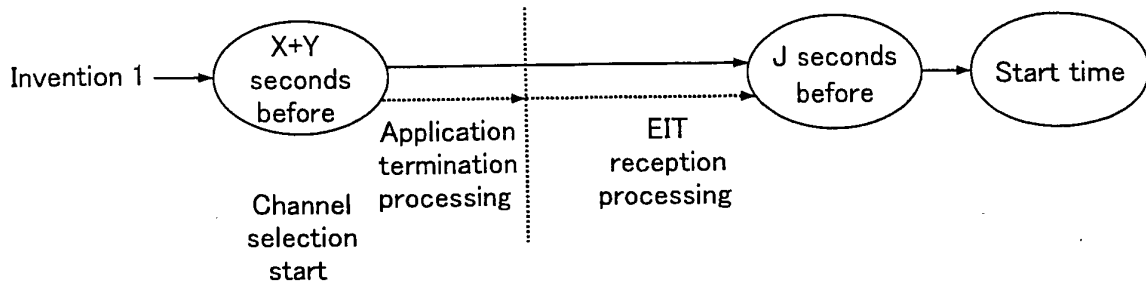 Invention 1
X+Y
seconds
before
J seconds
before
Start time
Application
termination
processing
EIT
reception
processing
Channel
selection
start